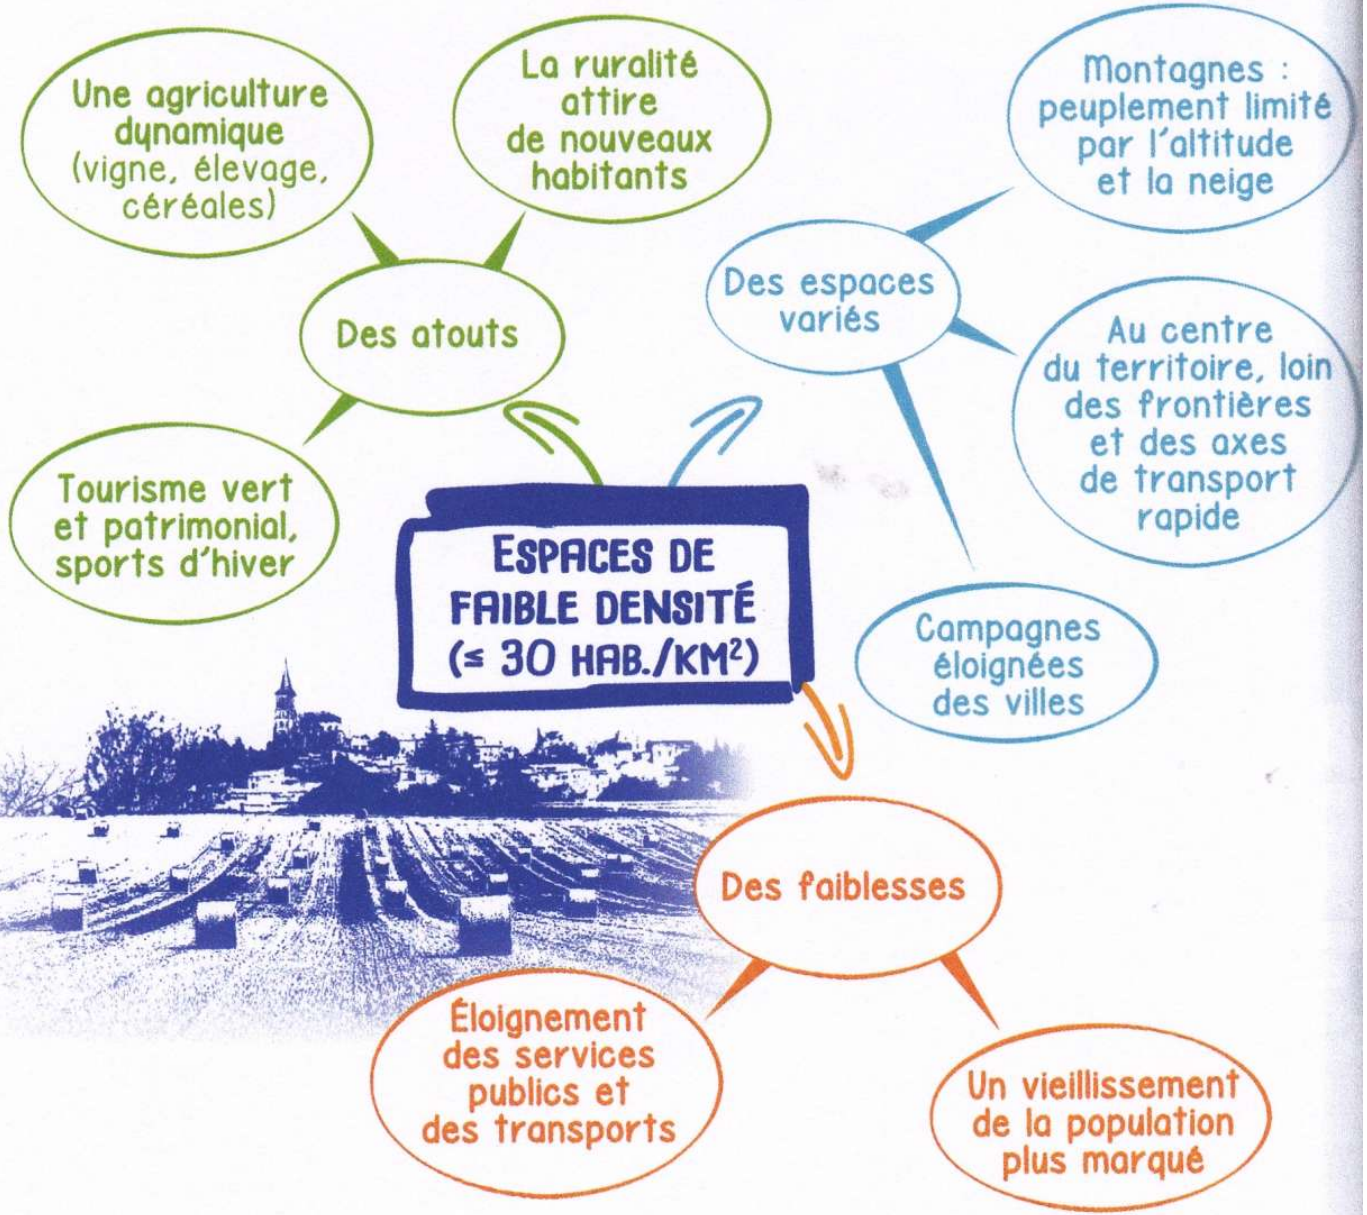 Une agriculture
dynamique
(vigne, élevage,
céréales)
La ruralité
attire
de nouveaux
habitants
Des atouts
Tourisme vert
et patrimonial,
sports d'hiver
Montagnes :
peuplement limité
par l'altitude
et la neige
Des espaces
variés
Au centre
du territoire, loin
des frontières
et des axes
de transport
rapide
Campagnes
éloignées
des villes
ESPACES DE
FAIBLE DENSITÉ
(≤ 30 HAB./KM²)
Des faiblesses
Éloignement
des services
publics et
des transports
Un vieillissement
de la population
plus marqué